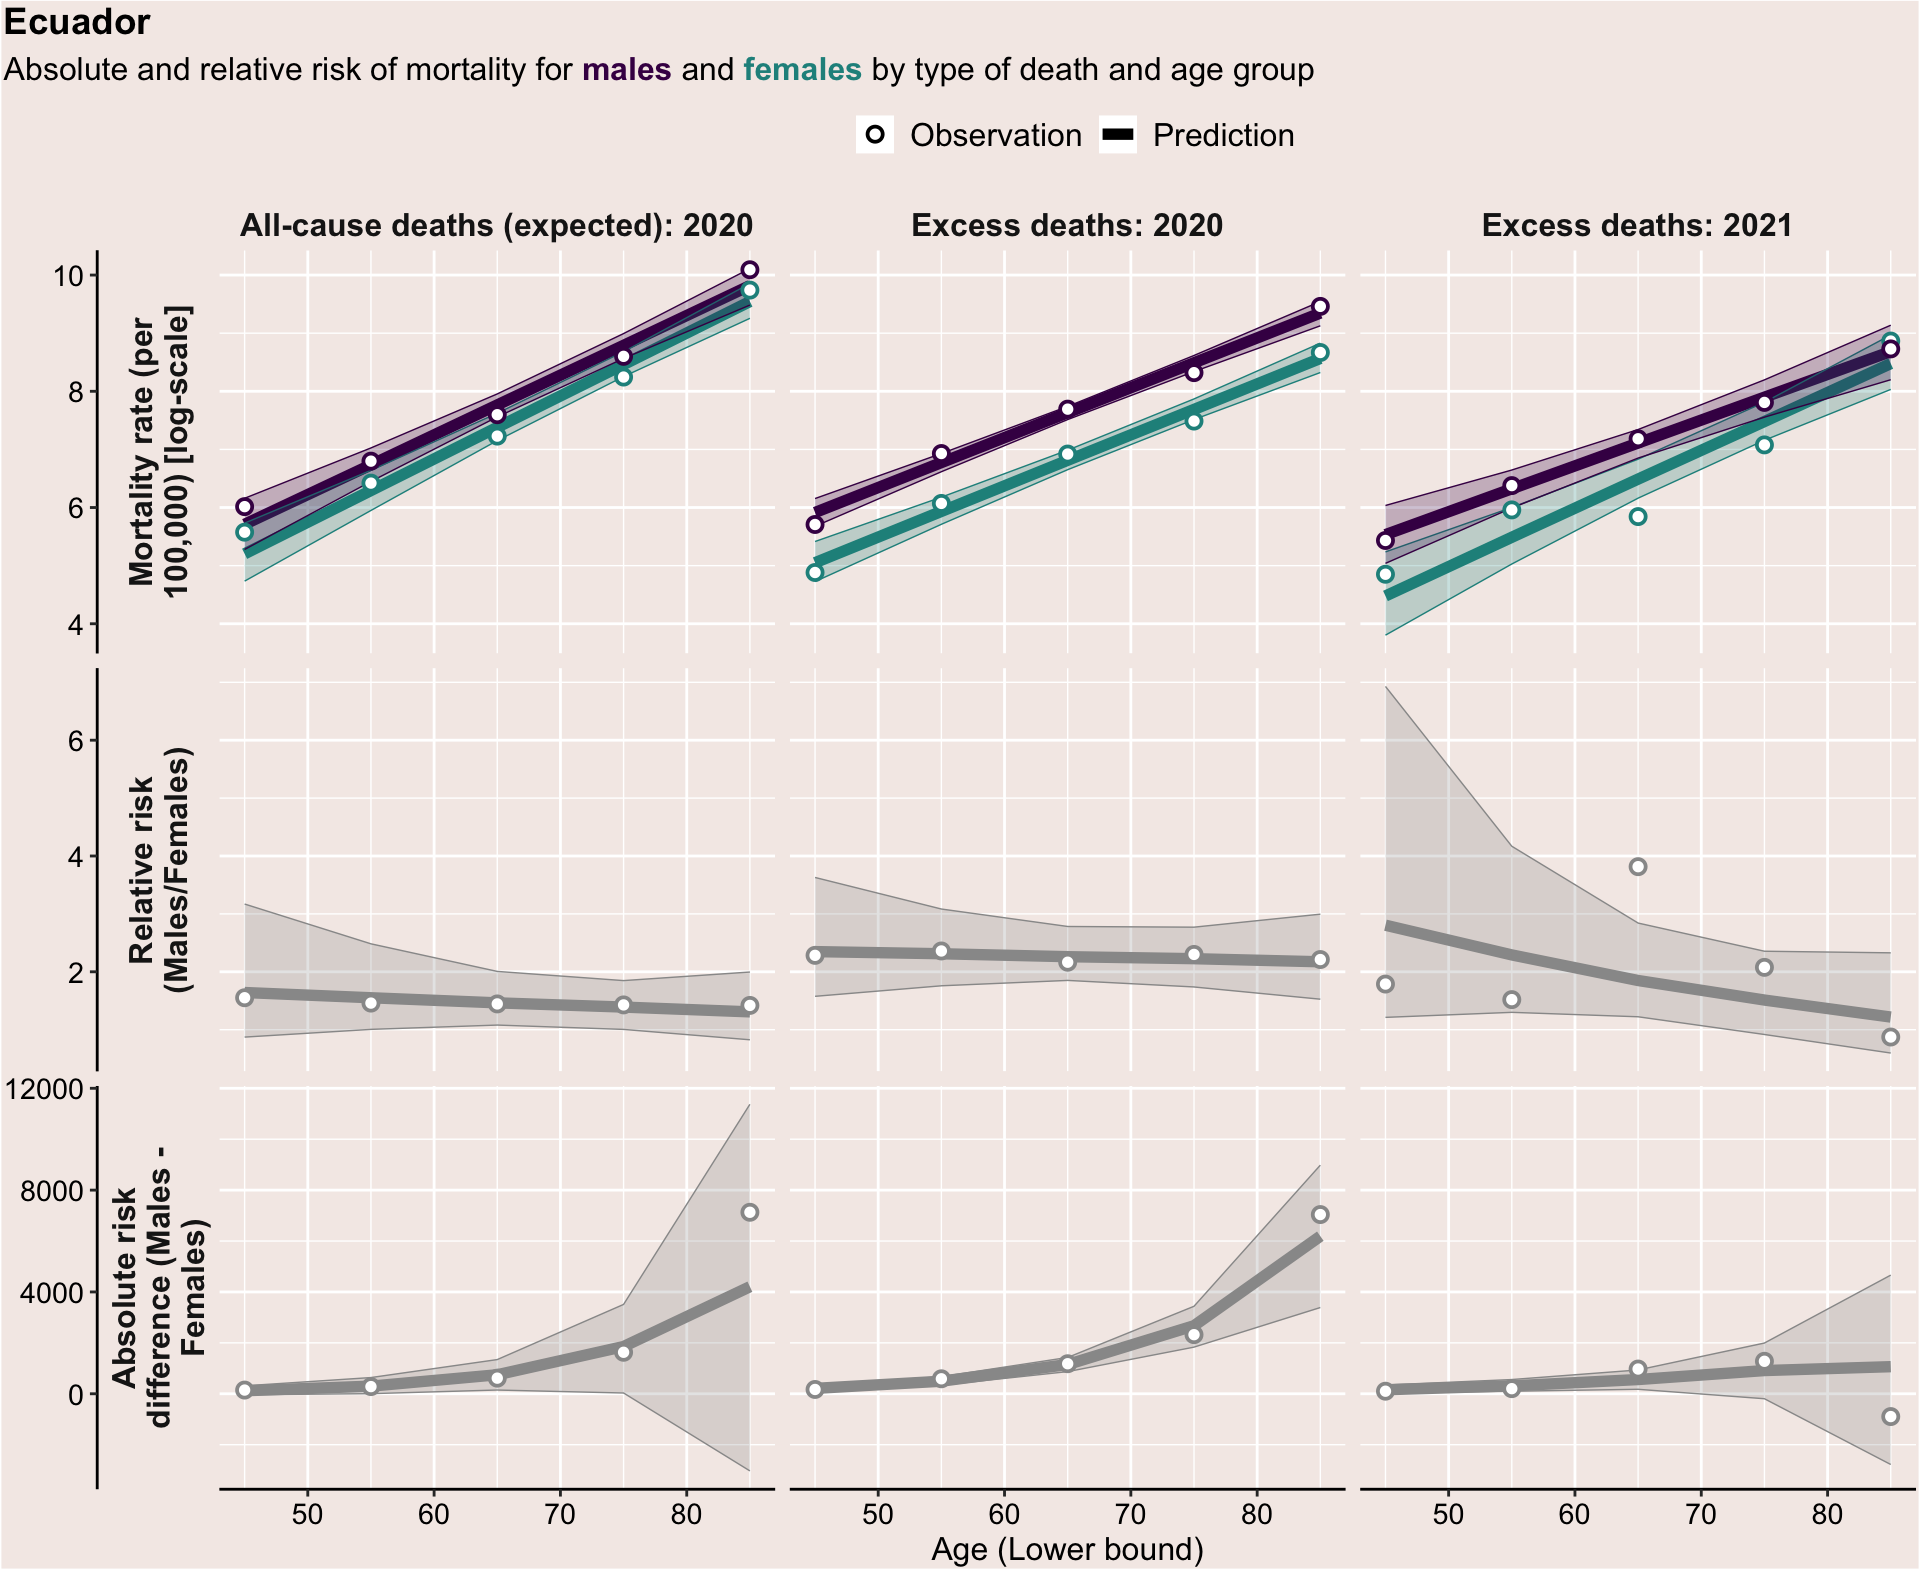 Ecuador
Absolute and relative risk of mortality for males and females by type of death and age group
Observation
Prediction
All-cause deaths (expected): 2020
Excess deaths: 2020
Excess deaths: 2021
Mortality rate (per
100,000) [log-scale]
10
8
6
4
Relative risk
(Males/Females)
6
4
2
Absolute risk
difference (Males -
Females)
12000
8000
4000
0
50 60 70 80
50 60 70 80
50 60 70 80
Age (Lower bound)